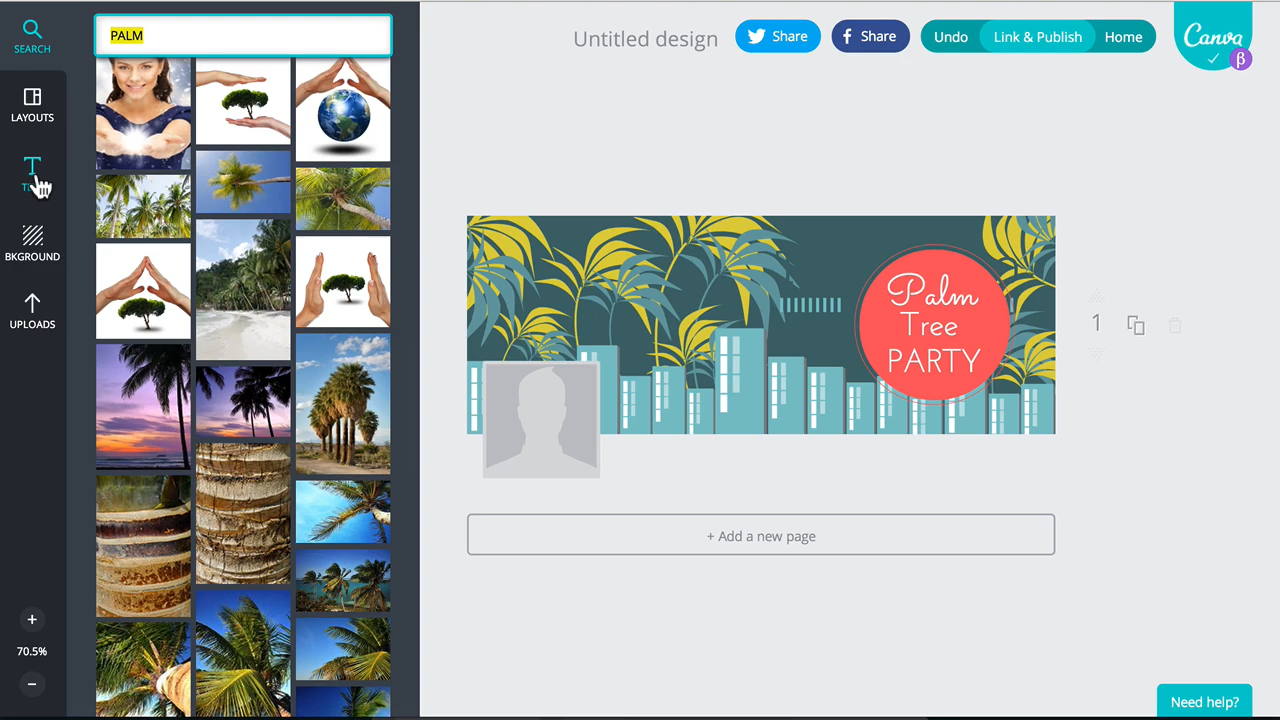 SEARCH
LAYOUTS
BKGROUND
UPLOADS
70.5%
PALM
Untitled design
Share
Share
Undo
Link & Publish
Home
Canva
β
Palm
Tree
PARTY
1
+ Add a new page
Need help?